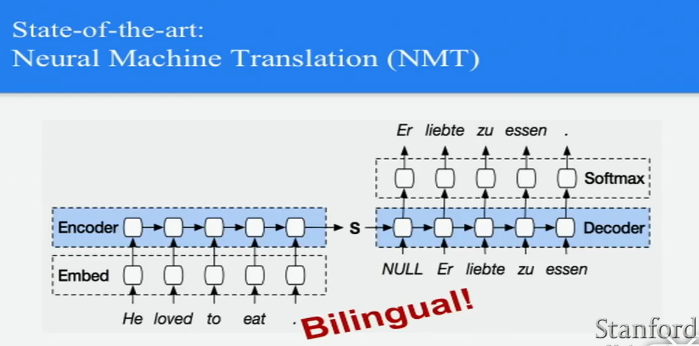 State-of-the-art:
Neural Machine Translation (NMT)
Er liebte zu essen .
Softmax
Encoder
S
Decoder
Embed
NULL Er liebte zu essen
He loved to eat .
Bilingual!
Stanford